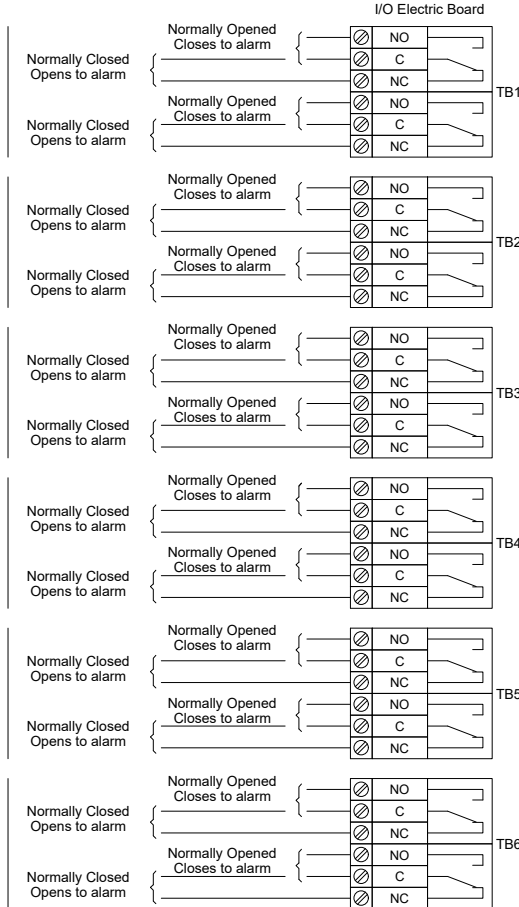 I/O Electric Board
Normally Opened
Closes to alarm
NO
Normally Closed
Opens to alarm
C
NC
TB1
Normally Opened
Closes to alarm
NO
Normally Closed
Opens to alarm
C
NC
Normally Opened
Closes to alarm
NO
Normally Closed
Opens to alarm
C
NC
TB2
Normally Opened
Closes to alarm
NO
Normally Closed
Opens to alarm
C
NC
Normally Opened
Closes to alarm
NO
Normally Closed
Opens to alarm
C
NC
TB3
Normally Opened
Closes to alarm
NO
Normally Closed
Opens to alarm
C
NC
Normally Opened
Closes to alarm
NO
Normally Closed
Opens to alarm
C
NC
TB4
Normally Opened
Closes to alarm
NO
Normally Closed
Opens to alarm
C
NC
Normally Opened
Closes to alarm
NO
Normally Closed
Opens to alarm
C
NC
TB5
Normally Opened
Closes to alarm
NO
Normally Closed
Opens to alarm
C
NC
Normally Opened
Closes to alarm
NO
Normally Closed
Opens to alarm
C
NC
TB6
Normally Opened
Closes to alarm
NO
Normally Closed
Opens to alarm
C
NC